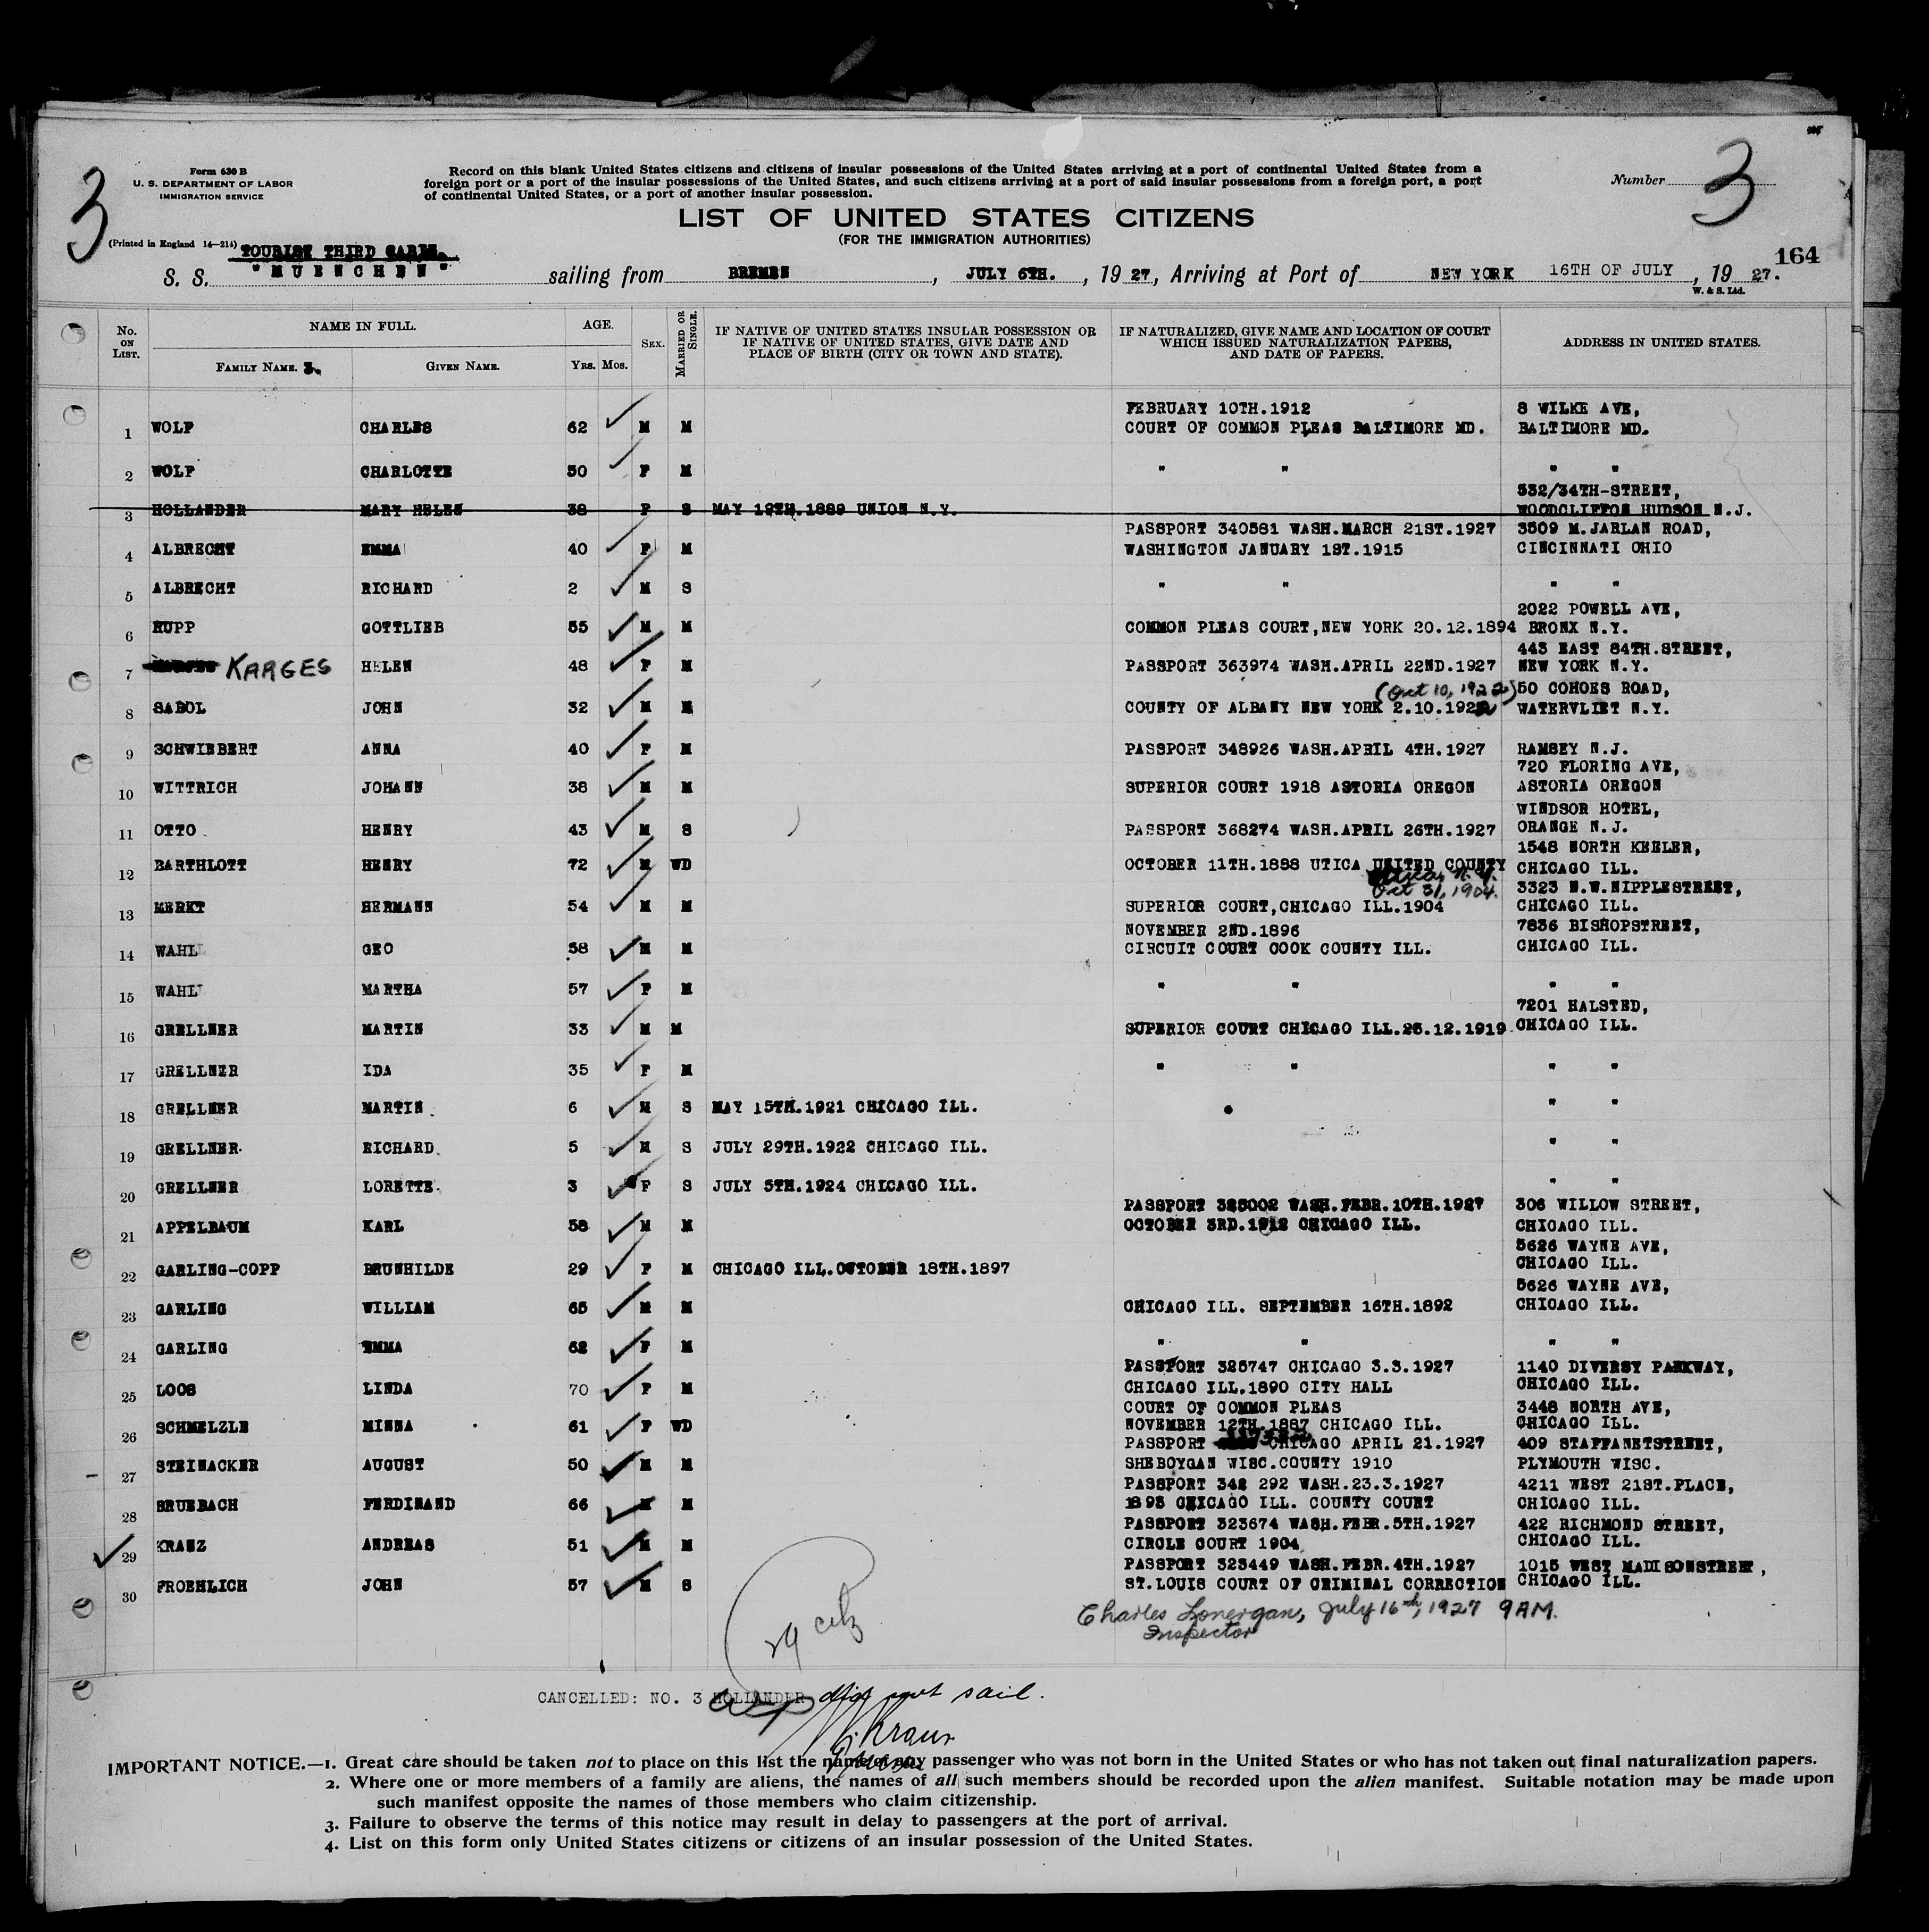 3
Form 630 B
U. S. DEPARTMENT OF LABOR
IMMIGRATION SERVICE
Record on this blank United States citizens and citizens of insular possessions of the United States arriving at a port of continental United States from a
foreign port or a port of the insular possessions of the United States, and such citizens arriving at a port of said insular possessions from a foreign port, a port
of continental United States, or a port of another insular possession.
Number 3
LIST OF UNITED STATES CITIZENS
(FOR THE IMMIGRATION AUTHORITIES)
(Printed in England 14—214)
TOURIST THIRD CABIN.
164
S. S. "MUENCHEN" sailing from BREMEN, JULY 6TH., 1927, Arriving at Port of NEW YORK 16TH OF JULY, 1927.
W. & S. Ltd.
No. ON LIST. NAME IN FULL. AGE. SEX. MARRIED OR SINGLE. IF NATIVE OF UNITED STATES INSULAR POSSESSION OR IF NATIVE OF UNITED STATES, GIVE DATE AND PLACE OF BIRTH (CITY OR TOWN AND STATE). IF NATURALIZED, GIVE NAME AND LOCATION OF COURT WHICH ISSUED NATURALIZATION PAPERS, AND DATE OF PAPERS. ADDRESS IN UNITED STATES.
FAMILY NAME. 3. GIVEN NAME. YRS. MOS.
FEBRUARY 10TH.1912 8 WILKE AVE,
1 WOLF CHARLES 62 M M COURT OF COMMON PLEAS BALTIMORE MD. BALTIMORE MD.
2 WOLF CHARLOTTE 50 F M " " " "
532/34TH-STREET,
3 HOLLANDER MARY HELEN 38 F S MAY 19TH.1889 UNION N.Y. WOODCLIFFON HUDSON N.J.
PASSPORT 340581 WASH.MARCH 21ST.1927 3509 M.JARLAN ROAD,
4 ALBRECHT EMMA 40 F M WASHINGTON JANUARY 1ST.1915 CINCINNATI OHIO
5 ALBRECHT RICHARD 2 M S " " " "
2022 POWELL AVE,
6 RUPP GOTTLIEB 55 M M COMMON PLEAS COURT,NEW YORK 20.12.1894 BRONX N.Y.
443 EAST 84TH.STREET,
7 KARGES HELEN 48 F M PASSPORT 363974 WASH.APRIL 22ND.1927 NEW YORK N.Y.
(Oct 10, 1922) 50 COHOES ROAD,
8 SABOL JOHN 32 M M COUNTY OF ALBANY NEW YORK 2.10.1922 WATERVLIET N.Y.
9 SCHWIEBERT ANNA 40 F M PASSPORT 348926 WASH.APRIL 4TH.1927 RAMSEY N.J.
720 FLORING AVE,
10 WITTRICH JOHANN 38 M M SUPERIOR COURT 1918 ASTORIA OREGON ASTORIA OREGON
WINDSOR HOTEL,
11 OTTO HENRY 43 M S PASSPORT 368274 WASH.APRIL 26TH.1927 ORANGE N.J.
1548 NORTH KEELER,
12 BARTHLOTT HENRY 72 M WD OCTOBER 11TH.1888 UTICA UNITED COUNTY CHICAGO ILL.
Utica, N.Y.
Oct 31, 1904. 3323 N.W.NIPPLESTREET,
13 MERKT HERMANN 54 M M SUPERIOR COURT,CHICAGO ILL.1904 CHICAGO ILL.
NOVEMBER 2ND.1896 7836 BISHOPSTREET,
14 WAHL GEO 58 M M CIRCUIT COURT COOK COUNTY ILL. CHICAGO ILL.
15 WAHL MARTHA 57 F M " " " "
7201 HALSTED,
16 GRELLNER MARTIN 33 M M SUPERIOR COURT CHICAGO ILL.26.12.1919 CHICAGO ILL.
17 GRELLNER IDA 35 F M " " " "
18 GRELLNER MARTIN 6 M S MAY 15TH.1921 CHICAGO ILL. " "
19 GRELLNER RICHARD 5 M S JULY 29TH.1922 CHICAGO ILL. " "
20 GRELLNER LORETTE 3 F S JULY 5TH.1924 CHICAGO ILL. " "
PASSPORT 325002 WASH.FEBR.10TH.1927 306 WILLOW STREET,
21 APPELBAUM KARL 58 M M OCTOBER 3RD.1912 CHICAGO ILL. CHICAGO ILL.
5626 WAYNE AVE,
22 GARLING-COPP BRUNHILDE 29 F M CHICAGO ILL.OCTOBER 18TH.1897 CHICAGO ILL.
5626 WAYNE AVE,
23 GARLING WILLIAM 65 M M CHICAGO ILL. SEPTEMBER 16TH.1892 CHICAGO ILL.
24 GARLING EMMA 62 F M " " " "
PASSPORT 325747 CHICAGO 3.3.1927 1140 DIVERSY PARKWAY,
25 LOOS LINDA 70 F M CHICAGO ILL.1890 CITY HALL CHICAGO ILL.
COURT OF COMMON PLEAS 3448 NORTH AVE,
26 SCHMELZLE MINNA 61 F WD NOVEMBER 12TH.1887 CHICAGO ILL. CHICAGO ILL.
PASSPORT CHICAGO APRIL 21.1927 409 STAFFANETSTREET,
27 STEINACKER AUGUST 50 M M SHEBOYGAN WISC.COUNTY 1910 PLYMOUTH WISC.
PASSPORT 342 292 WASH.23.3.1927 4211 WEST 21ST.PLACE,
28 BRUEBACH FERDINAND 66 M M 1893 CHICAGO ILL. COUNTY COURT CHICAGO ILL.
PASSPORT 323674 WASH.FEBR.5TH.1927 422 RICHMOND STREET,
29 KRANZ ANDREAS 51 M M CIRCLE COURT 1904 CHICAGO ILL.
PASSPORT 323449 WASH.FEBR.4TH.1927 1015 WEST MADISONSTREET,
30 FROEHLICH JOHN 57 M S ST.LOUIS COURT OF CRIMINAL CORRECTION CHICAGO ILL.
Charles Lonergan, July 16th, 1927 9 AM.
Inspector
29 citz
CANCELLED: NO. 3 HOLLANDER did not sail.
Kraus
IMPORTANT NOTICE.—1. Great care should be taken not to place on this list the name of any passenger who was not born in the United States or who has not taken out final naturalization papers.
2. Where one or more members of a family are aliens, the names of all such members should be recorded upon the alien manifest. Suitable notation may be made upon
such manifest opposite the names of those members who claim citizenship.
3. Failure to observe the terms of this notice may result in delay to passengers at the port of arrival.
4. List on this form only United States citizens or citizens of an insular possession of the United States.